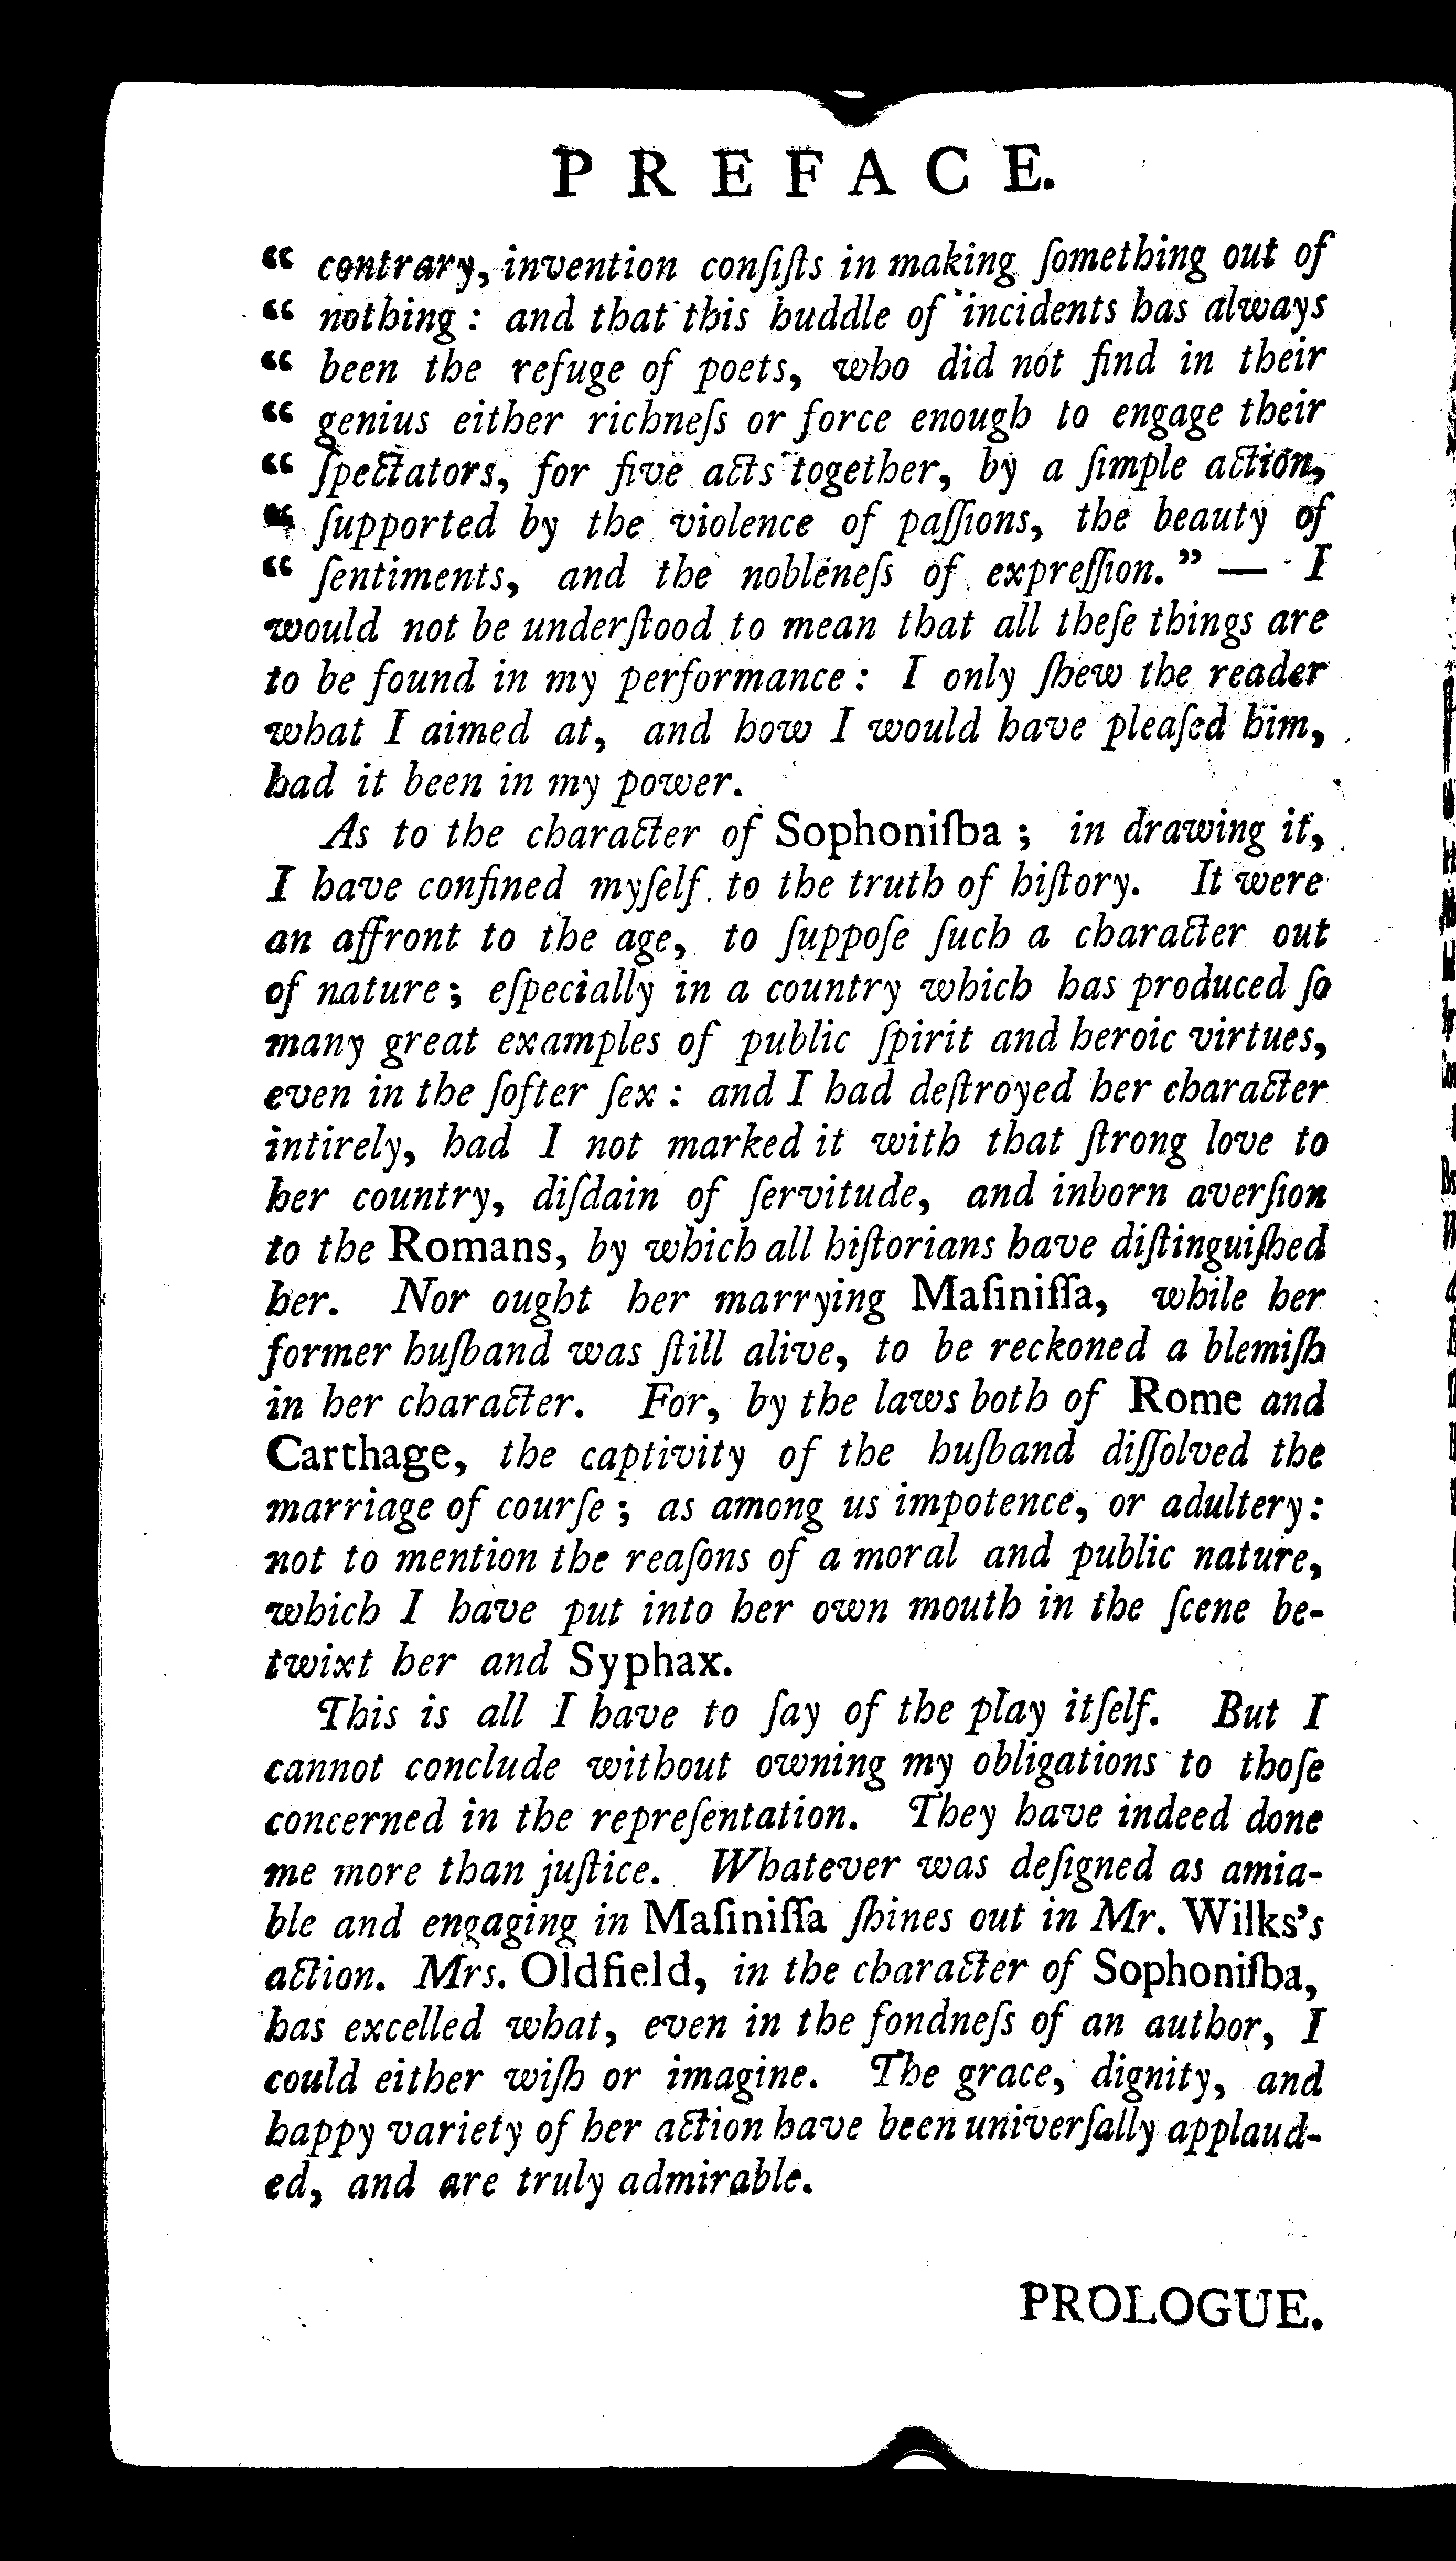 PREFACE.
“ contrary, invention conſiſts in making ſomething out of
“ nothing : and that this huddle of incidents has always
“ been the refuge of poets, who did not find in their
“ genius either richneſs or force enough to engage their
“ ſpectators, for five acts together, by a ſimple action,
“ ſupported by the violence of paſſions, the beauty of
“ ſentiments, and the nobleneſs of expreſſion.” — I
would not be underſtood to mean that all theſe things are
to be found in my performance : I only ſhew the reader
what I aimed at, and how I would have pleaſed him,
had it been in my power.
As to the character of Sophoniſba ; in drawing it,
I have confined myſelf to the truth of hiſtory. It were
an affront to the age, to ſuppoſe ſuch a character out
of nature ; eſpecially in a country which has produced ſo
many great examples of public ſpirit and heroic virtues,
even in the ſofter ſex : and I had deſtroyed her character
intirely, had I not marked it with that ſtrong love to
her country, diſdain of ſervitude, and inborn averſion
to the Romans, by which all hiſtorians have diſtinguiſhed
her. Nor ought her marrying Maſiniſſa, while her
former huſband was ſtill alive, to be reckoned a blemiſh
in her character. For, by the laws both of Rome and
Carthage, the captivity of the huſband diſſolved the
marriage of courſe ; as among us impotence, or adultery :
not to mention the reaſons of a moral and public nature,
which I have put into her own mouth in the ſcene be-
twixt her and Syphax.
This is all I have to ſay of the play itſelf. But I
cannot conclude without owning my obligations to thoſe
concerned in the repreſentation. They have indeed done
me more than juſtice. Whatever was deſigned as amia-
ble and engaging in Maſiniſſa ſhines out in Mr. Wilks's
action. Mrs. Oldfield, in the character of Sophoniſba,
has excelled what, even in the fondneſs of an author, I
could either wiſh or imagine. The grace, dignity, and
happy variety of her action have been univerſally applaud-
ed, and are truly admirable.
PROLOGUE.